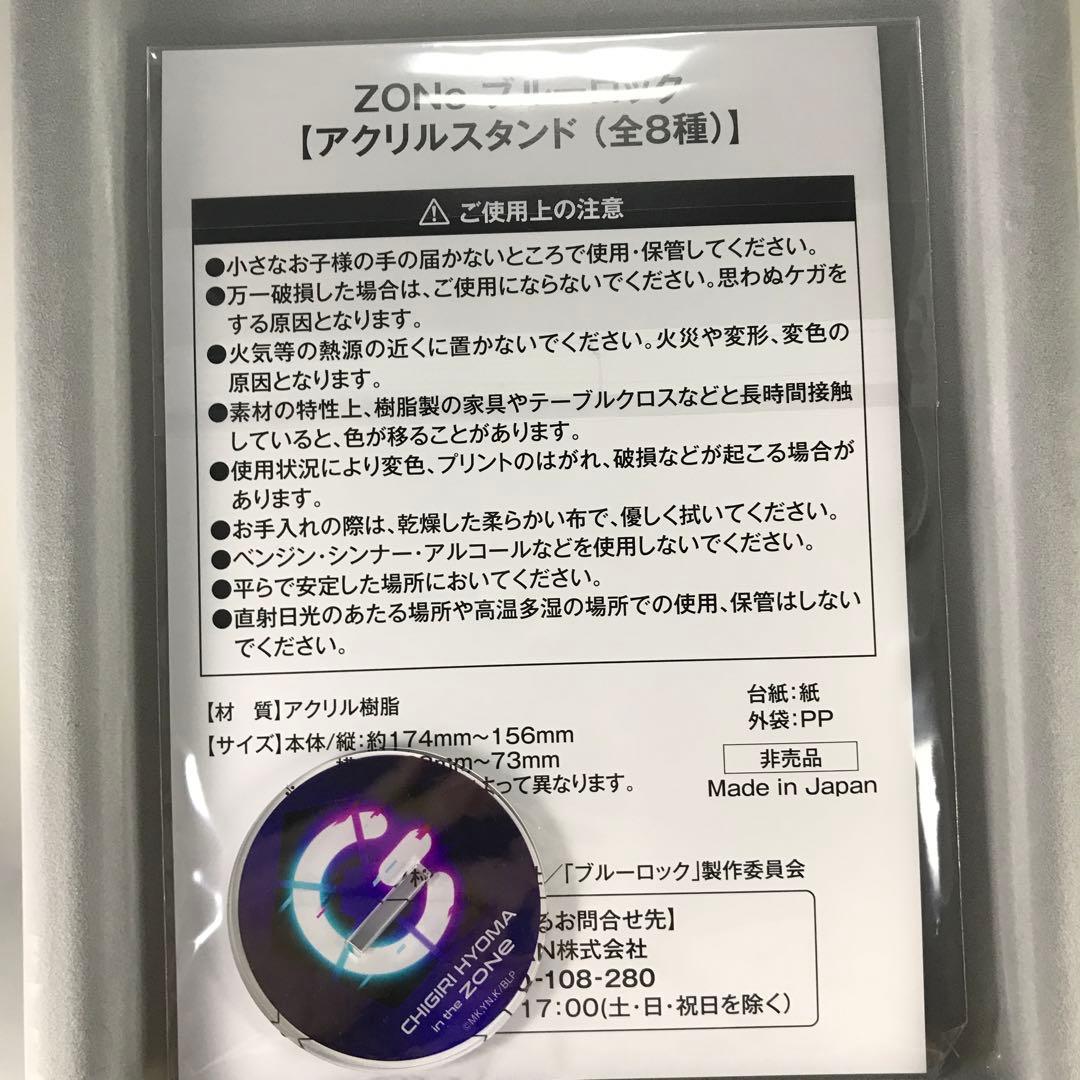 ZONe ブルーロック
【アクリルスタンド（全8種）】
⚠ ご使用上の注意
●小さなお子様の手の届かないところで使用・保管してください。
●万一破損した場合は、ご使用にならないでください。思わぬケガを
する原因となります。
●火気等の熱源の近くに置かないでください。火災や変形、変色の
原因となります。
●素材の特性上、樹脂製の家具やテーブルクロスなどと長時間接触
していると、色が移ることがあります。
●使用状況により変色、プリントのはがれ、破損などが起こる場合が
あります。
●お手入れの際は、乾燥した柔らかい布で、優しく拭いてください。
●ベンジン・シンナー・アルコールなどを使用しないでください。
●平らで安定した場所においてください。
●直射日光のあたる場所や高温多湿の場所での使用、保管はしない
でください。
【材　質】アクリル樹脂
【サイズ】本体/縦：約174mm〜156mm
mm〜73mm
よって異なります。
台紙：紙
外袋：PP
非売品
Made in Japan
／「ブルーロック」製作委員会
るお問合せ先】
N株式会社
-108-280
17:00(土・日・祝日を除く）
CHIGIRI HYOMA
in the ZONe
©MK,YN,K/BLP